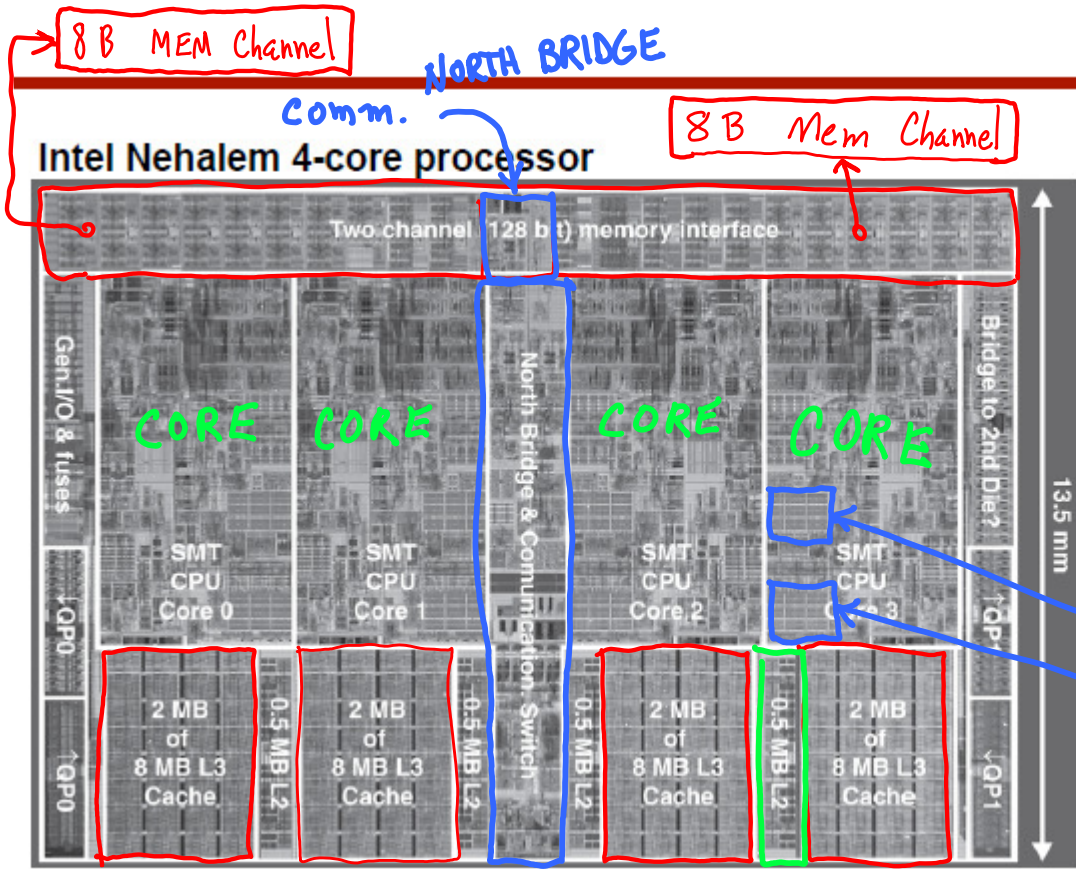 8B MEM Channel
NORTH BRIDGE
Comm.
8B Mem Channel
Intel Nehalem 4-core processor
Two channel (128 bit) memory interface
Gen.I/O & fuses
CORE
CORE
North Bridge & Comunication Switch
CORE
CORE
Bridge to 2nd Die?
13.5 mm
SMT
CPU
Core 0
SMT
CPU
Core 1
SMT
CPU
Core 2
SMT
CPU
Core 3
↓QP0
↑QP0
2 MB
of
8 MB L3
Cache
0.5 MB L2
2 MB
of
8 MB L3
Cache
0.5 MB L2
0.5 MB L2
2 MB
of
8 MB L3
Cache
0.5 MB L2
2 MB
of
8 MB L3
Cache
↓QP1